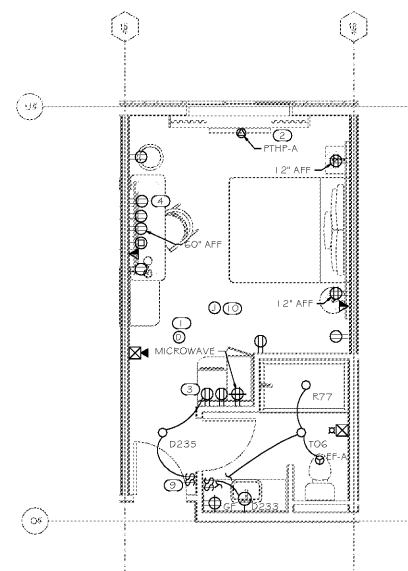 2
PTHP-A
12" AFF
4
60" AFF
J 10
12" AFF
1
D
MICROWAVE
3
R77
D235
T06
EF-A
9
GF D233